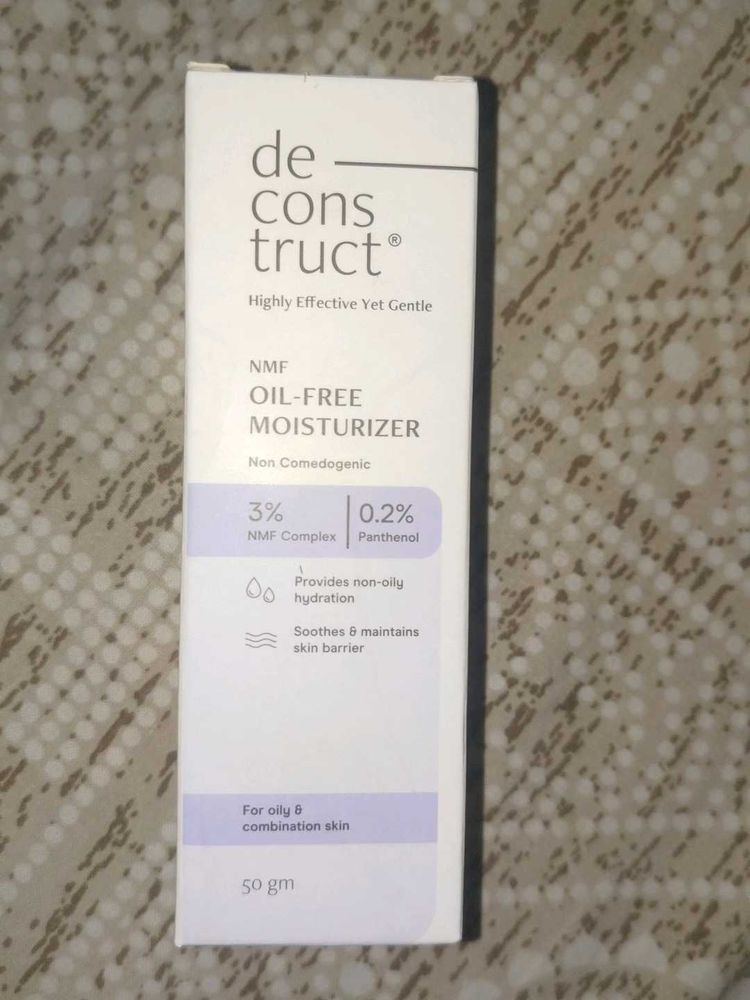 de
cons
truct®
Highly Effective Yet Gentle
NMF
OIL-FREE
MOISTURIZER
Non Comedogenic
3% | 0.2%
NMF Complex | Panthenol
Provides non-oily
hydration
Soothes & maintains
skin barrier
For oily &
combination skin
50 gm